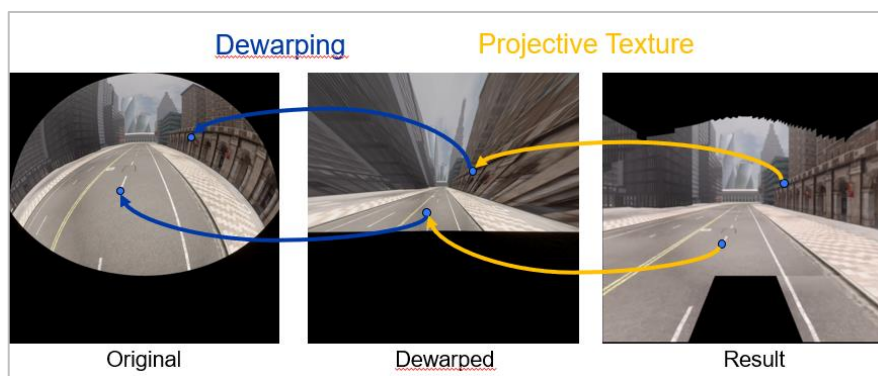 Dewarping
Projective Texture
Original
Dewarped
Result